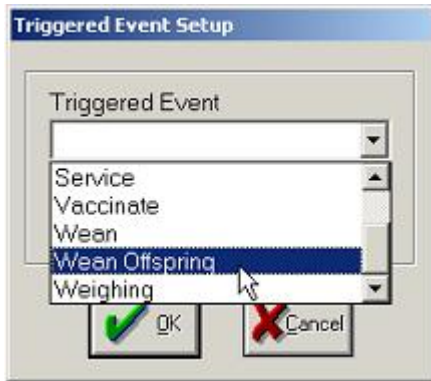 Triggered Event Setup
Triggered Event
Service
Vaccinate
Wean
Wean Offspring
Weighing
OK
Cancel